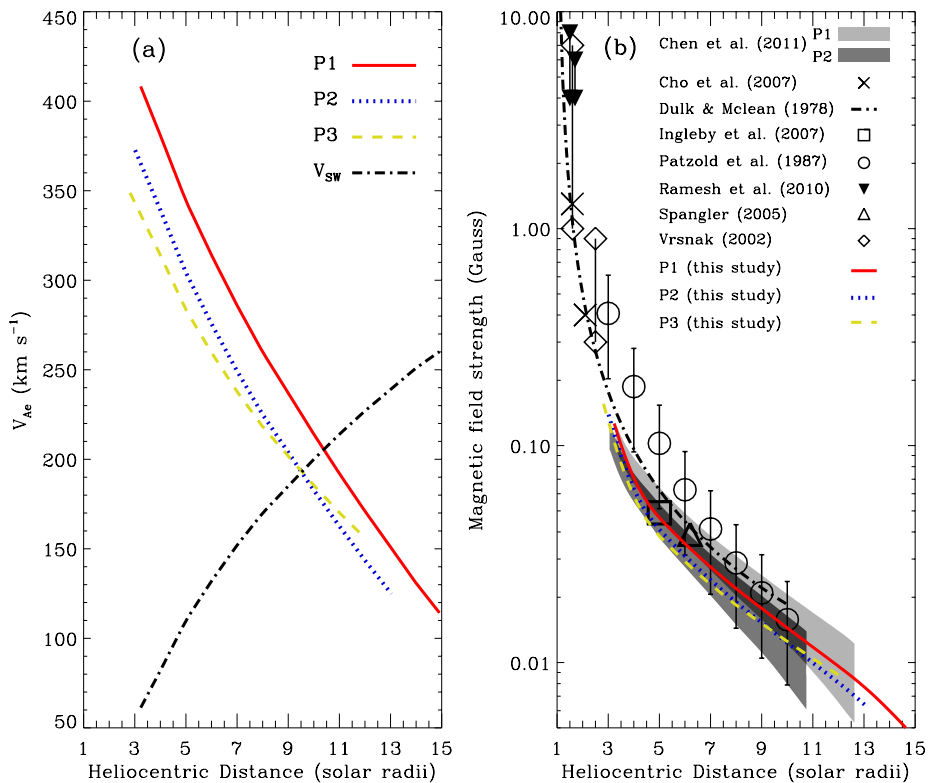 (a)
P1
P2
P3
V_SW
450
400
350
300
250
200
150
100
50
V_Ae (km s⁻¹)
1 3 5 7 9 11 13 15
Heliocentric Distance (solar radii)
(b)
Chen et al. (2011) P1
P2
Cho et al. (2007)
Dulk & Mclean (1978)
Ingleby et al. (2007)
Patzold et al. (1987)
Ramesh et al. (2010)
Spangler (2005)
Vrsnak (2002)
P1 (this study)
P2 (this study)
P3 (this study)
10.00
1.00
0.10
0.01
Magnetic field strength (Gauss)
1 3 5 7 9 11 13 15
Heliocentric Distance (solar radii)